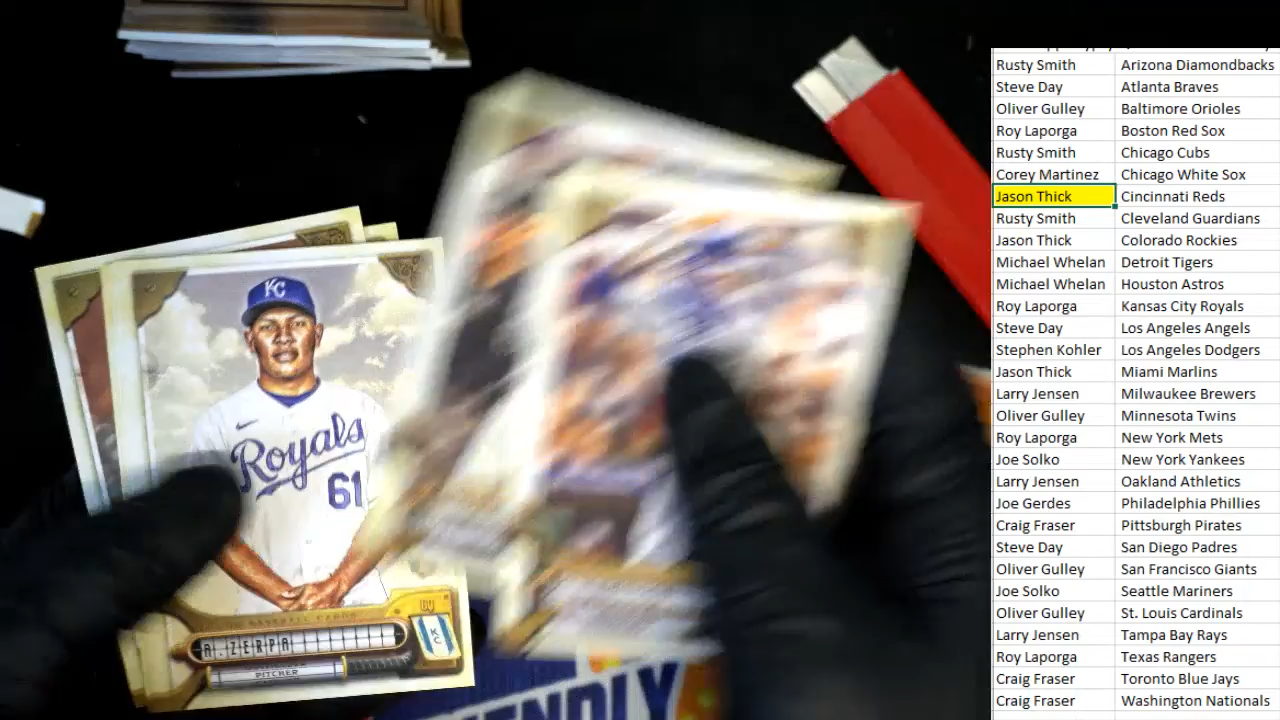 Rusty Smith Arizona Diamondbacks
Steve Day Atlanta Braves
Oliver Gulley Baltimore Orioles
Roy Laporga Boston Red Sox
Rusty Smith Chicago Cubs
Corey Martinez Chicago White Sox
Jason Thick Cincinnati Reds
Rusty Smith Cleveland Guardians
Jason Thick Colorado Rockies
Michael Whelan Detroit Tigers
Michael Whelan Houston Astros
Roy Laporga Kansas City Royals
Steve Day Los Angeles Angels
Stephen Kohler Los Angeles Dodgers
Jason Thick Miami Marlins
Larry Jensen Milwaukee Brewers
Oliver Gulley Minnesota Twins
Roy Laporga New York Mets
Joe Solko New York Yankees
Larry Jensen Oakland Athletics
Joe Gerdes Philadelphia Phillies
Craig Fraser Pittsburgh Pirates
Steve Day San Diego Padres
Oliver Gulley San Francisco Giants
Joe Solko Seattle Mariners
Oliver Gulley St. Louis Cardinals
Larry Jensen Tampa Bay Rays
Roy Laporga Texas Rangers
Craig Fraser Toronto Blue Jays
Craig Fraser Washington Nationals
KC
Royals
61
BASEBALL CARDS
A. ZERPA
KC
PITCHER